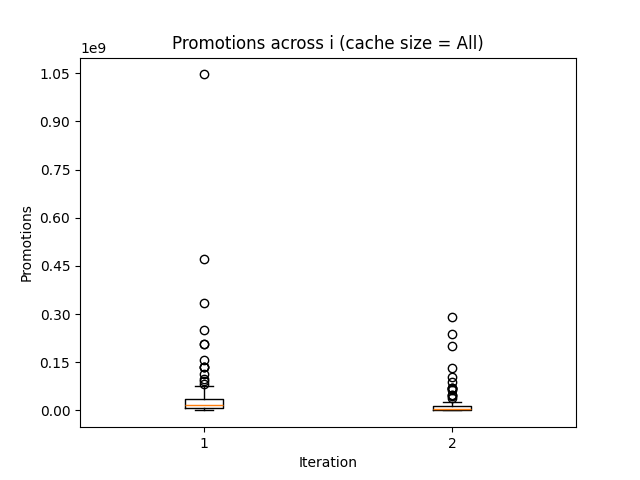 Promotions across i (cache size = All)
1e9
1.05
0.90
0.75
0.60
0.45
0.30
0.15
0.00
Promotions
1 2
Iteration